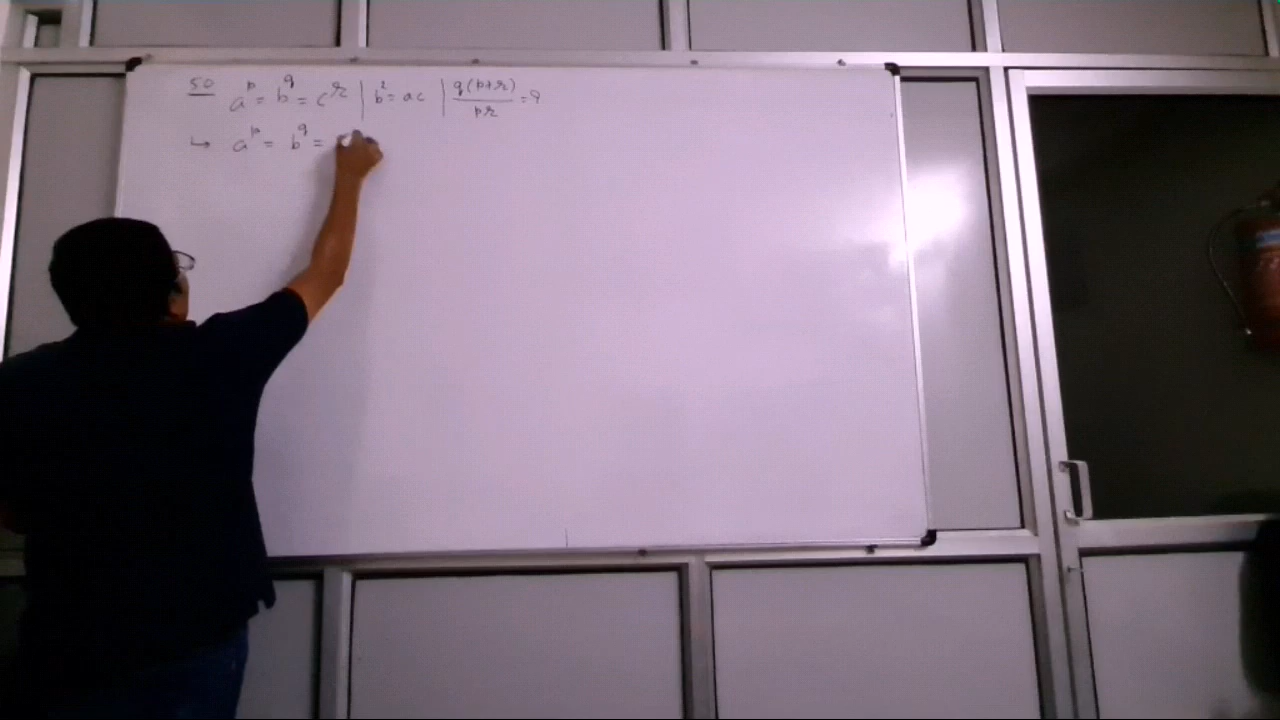 50 a^p = b^q = c^r | b^2 = ac | q(p+r)/pr = ?
↳ a^p = b^q =